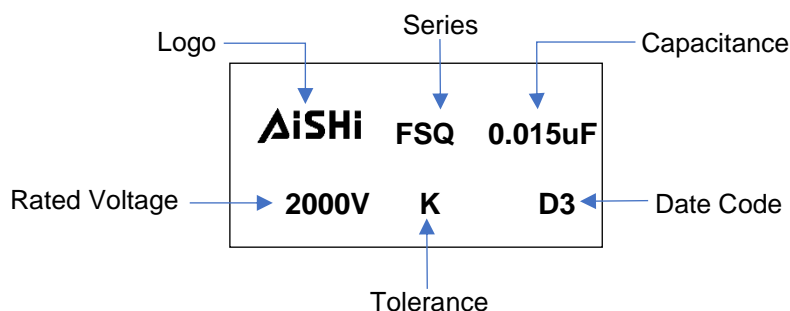 Series
Logo
Capacitance
AiSHi FSQ 0.015uF
Rated Voltage
2000V K D3
Date Code
Tolerance